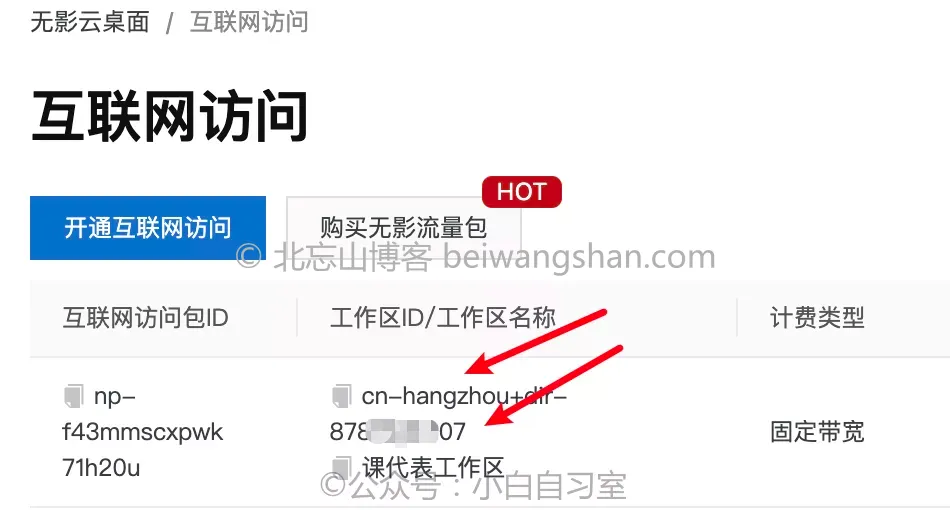 无影云桌面 / 互联网访问
互联网访问
HOT
开通互联网访问
购买无影流量包
© 北忘山博客 beiwangshan.com
互联网访问包ID
工作区ID/工作区名称
计费类型
np-
cn-hangzhou+dir-
f43mmscxpwk
878 07
固定带宽
71h20u
课代表工作区
©公众号：小白自习室